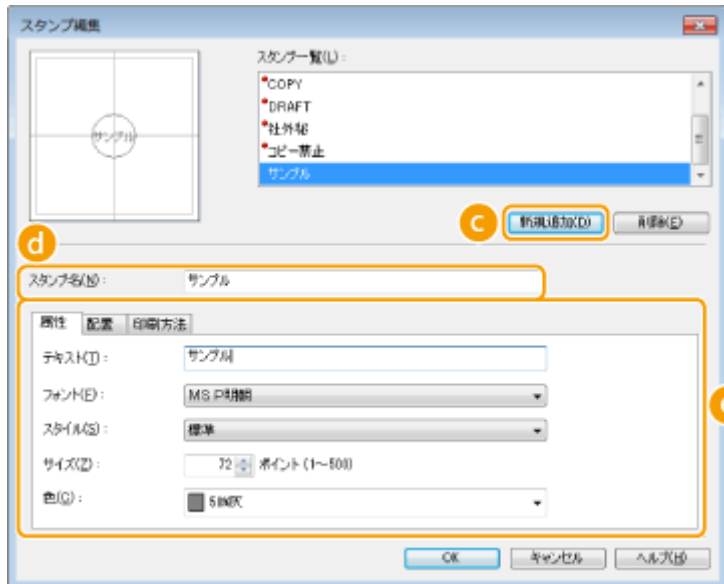 スタンプ編集
スタンプ一覧(L):
COPY
DRAFT
社外秘
コピー禁止
サンプル
サンプル
c
新規追加(D)
削除(E)
d
スタンプ名(N):
サンプル
属性
配置
印刷方法
テキスト(T):
サンプル
フォント(F):
MS P明朝
スタイル(S):
標準
サイズ(Z):
72 ポイント (1~500)
色(C):
OK
キャンセル
ヘルプ(H)